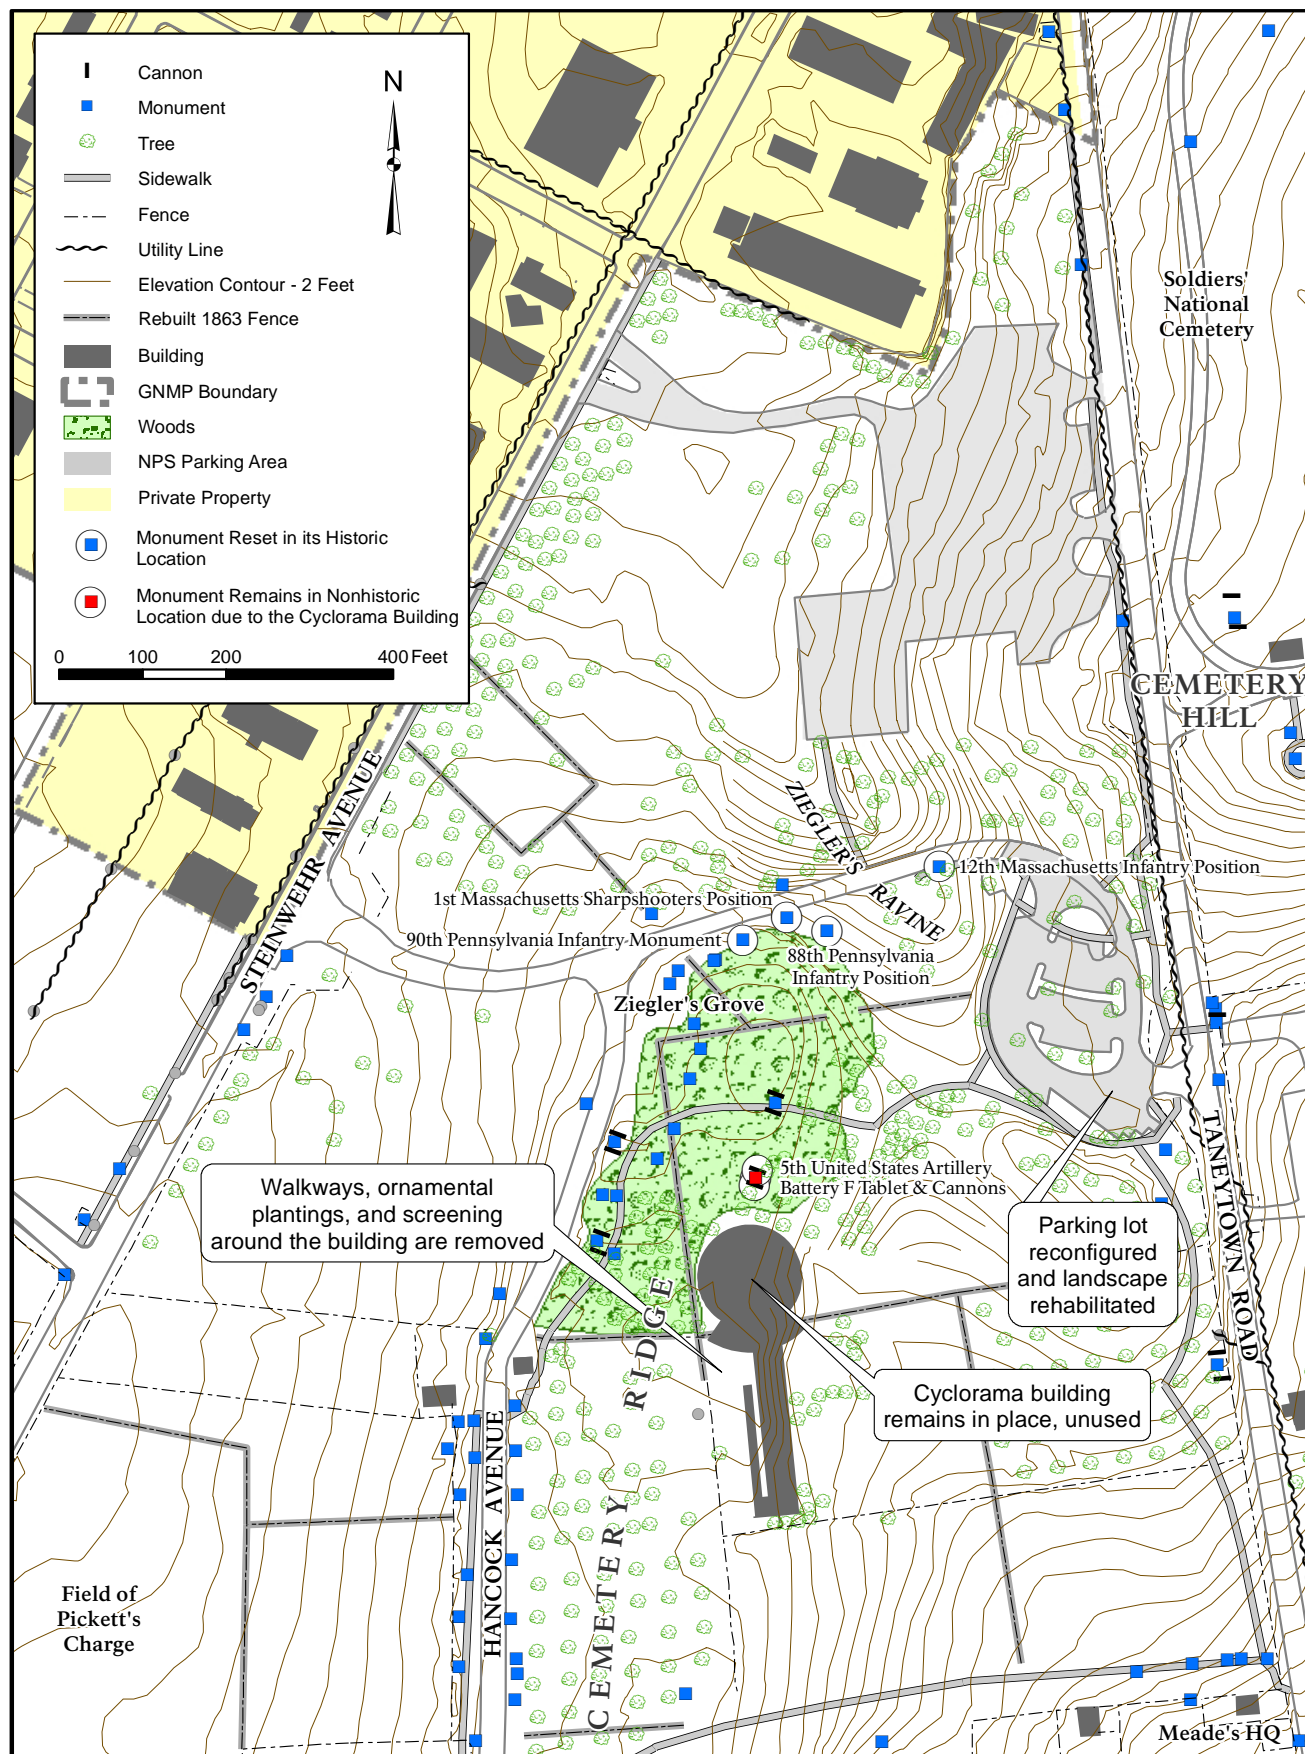 N
Cannon
Monument
Tree
Sidewalk
Fence
Utility Line
Elevation Contour - 2 Feet
Rebuilt 1863 Fence
Building
GNMP Boundary
Woods
NPS Parking Area
Private Property
Monument Reset in its Historic
Location
Monument Remains in Nonhistoric
Location due to the Cyclorama Building
0 100 200 400 Feet
Soldiers'
National
Cemetery
CEMETERY
HILL
STEINWEHR AVENUE
ZIEGLER'S RAVINE
12th Massachusetts Infantry Position
1st Massachusetts Sharpshooters Position
90th Pennsylvania Infantry Monument
88th Pennsylvania
Infantry Position
Ziegler's Grove
5th United States Artillery
Battery F Tablet & Cannons
TANEYTOWN ROAD
Walkways, ornamental
plantings, and screening
around the building are removed
Parking lot
reconfigured
and landscape
rehabilitated
Cyclorama building
remains in place, unused
CEMETERY RIDGE
HANCOCK AVENUE
Field of
Pickett's
Charge
Meade's HQ